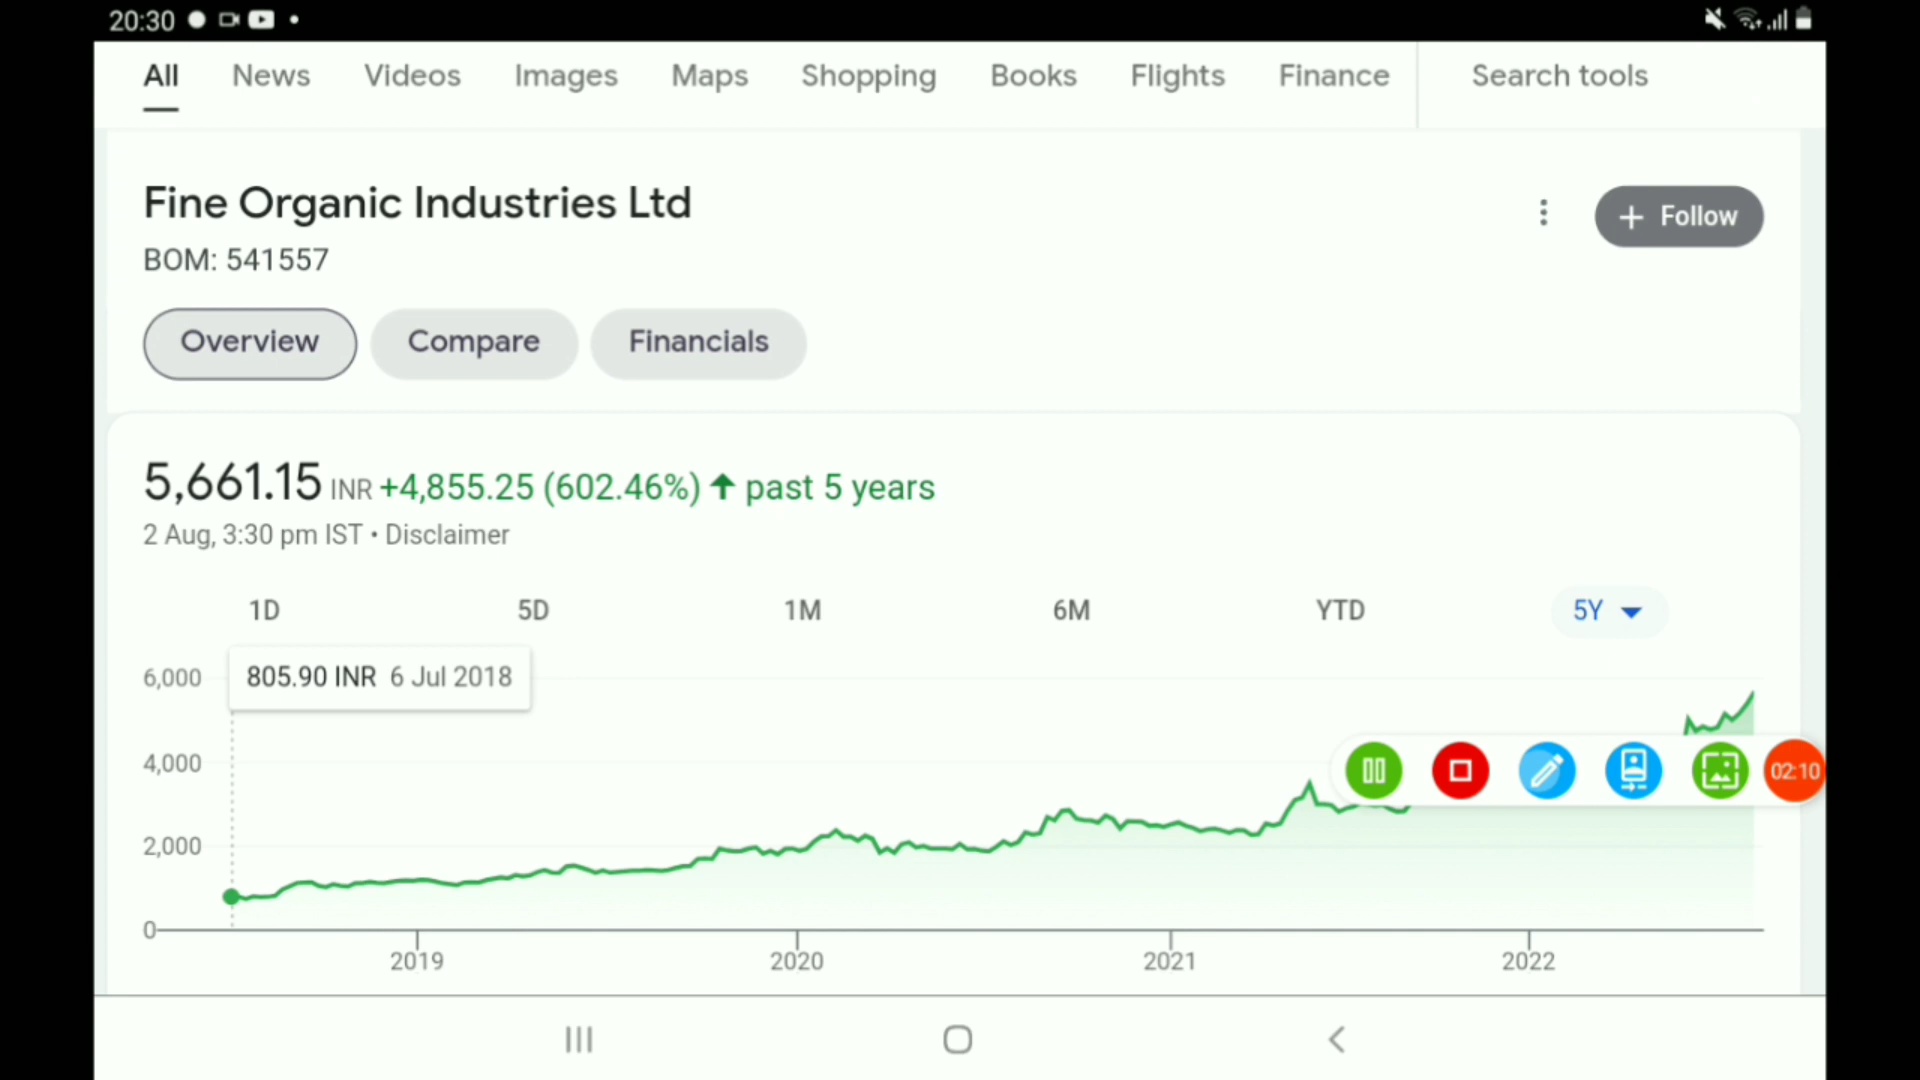 20:30
All News Videos Images Maps Shopping Books Flights Finance Search tools
Fine Organic Industries Ltd
+ Follow
BOM: 541557
Overview Compare Financials
5,661.15 INR +4,855.25 (602.46%) ↑ past 5 years
2 Aug, 3:30 pm IST • Disclaimer
1D 5D 1M 6M YTD 5Y
6,000
805.90 INR 6 Jul 2018
4,000
02:10
2,000
0
2019 2020 2021 2022